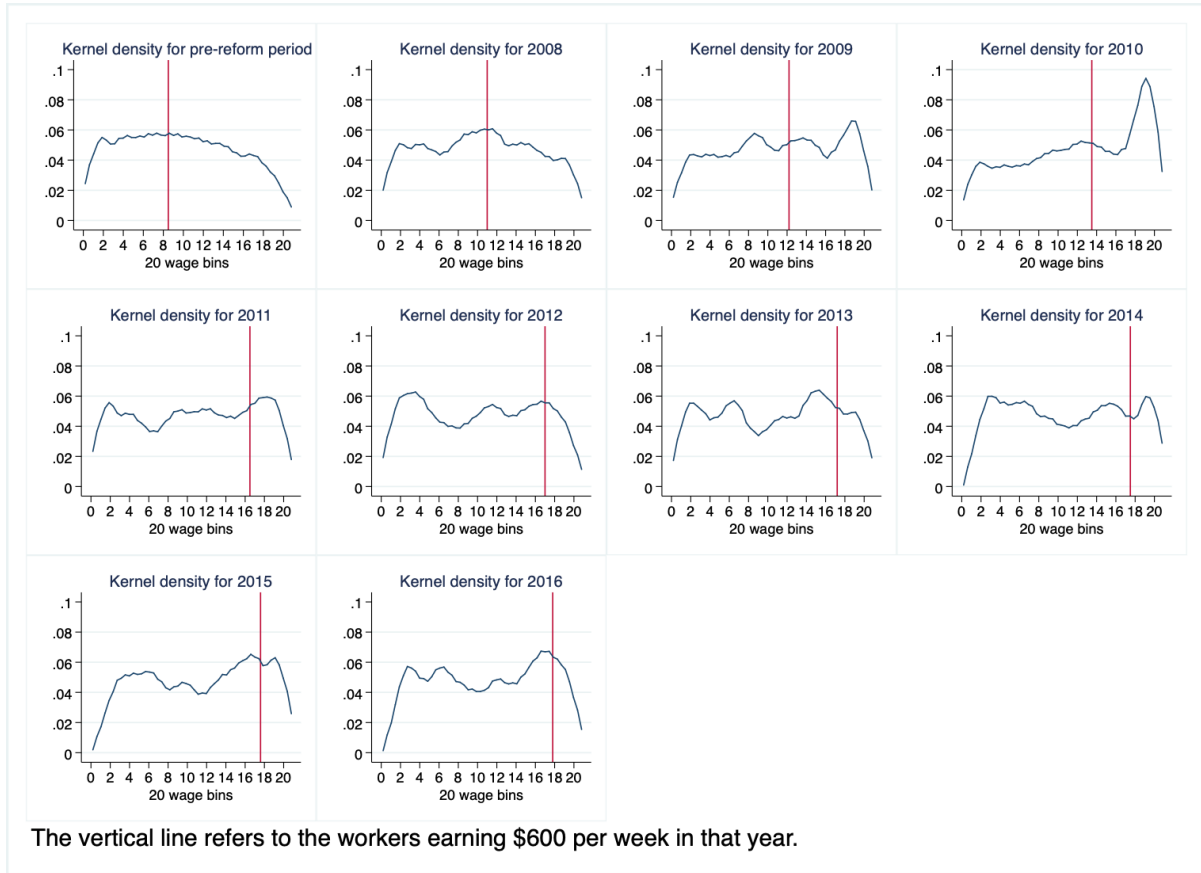 Kernel density for pre-reform period
.1
.08
.06
.04
.02
0
0 2 4 6 8 10 12 14 16 18 20
20 wage bins
Kernel density for 2008
.1
.08
.06
.04
.02
0
0 2 4 6 8 10 12 14 16 18 20
20 wage bins
Kernel density for 2009
.1
.08
.06
.04
.02
0
0 2 4 6 8 10 12 14 16 18 20
20 wage bins
Kernel density for 2010
.1
.08
.06
.04
.02
0
0 2 4 6 8 10 12 14 16 18 20
20 wage bins
Kernel density for 2011
.1
.08
.06
.04
.02
0
0 2 4 6 8 10 12 14 16 18 20
20 wage bins
Kernel density for 2012
.1
.08
.06
.04
.02
0
0 2 4 6 8 10 12 14 16 18 20
20 wage bins
Kernel density for 2013
.1
.08
.06
.04
.02
0
0 2 4 6 8 10 12 14 16 18 20
20 wage bins
Kernel density for 2014
.1
.08
.06
.04
.02
0
0 2 4 6 8 10 12 14 16 18 20
20 wage bins
Kernel density for 2015
.1
.08
.06
.04
.02
0
0 2 4 6 8 10 12 14 16 18 20
20 wage bins
Kernel density for 2016
.1
.08
.06
.04
.02
0
0 2 4 6 8 10 12 14 16 18 20
20 wage bins
The vertical line refers to the workers earning $600 per week in that year.